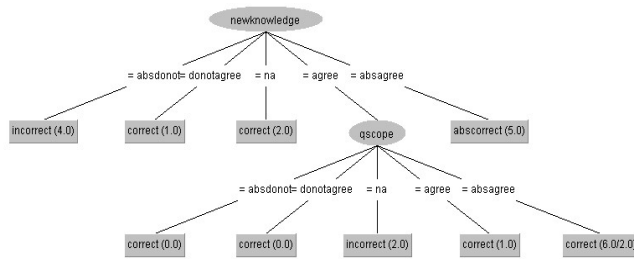 newknowledge
= absdonot= donotagree = na = agree = absagree
incorrect (4.0) correct (1.0) correct (2.0) qscope abscorrect (5.0)
= absdonot= donotagree = na = agree = absagree
correct (0.0) correct (0.0) incorrect (2.0) correct (1.0) correct (6.0/2.0)